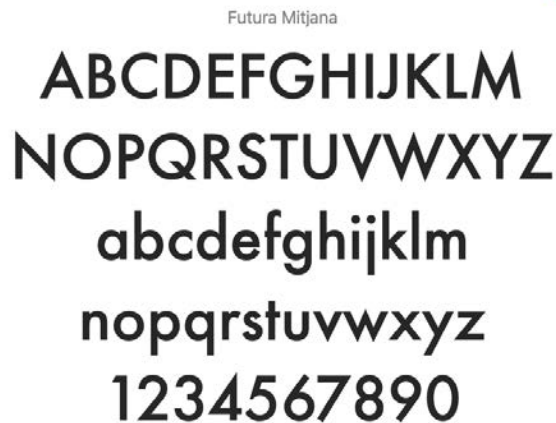 Futura Mitjana
ABCDEFGHIJKLM
NOPQRSTUVWXYZ
abcdefghijklm
nopqrstuvwxyz
1234567890